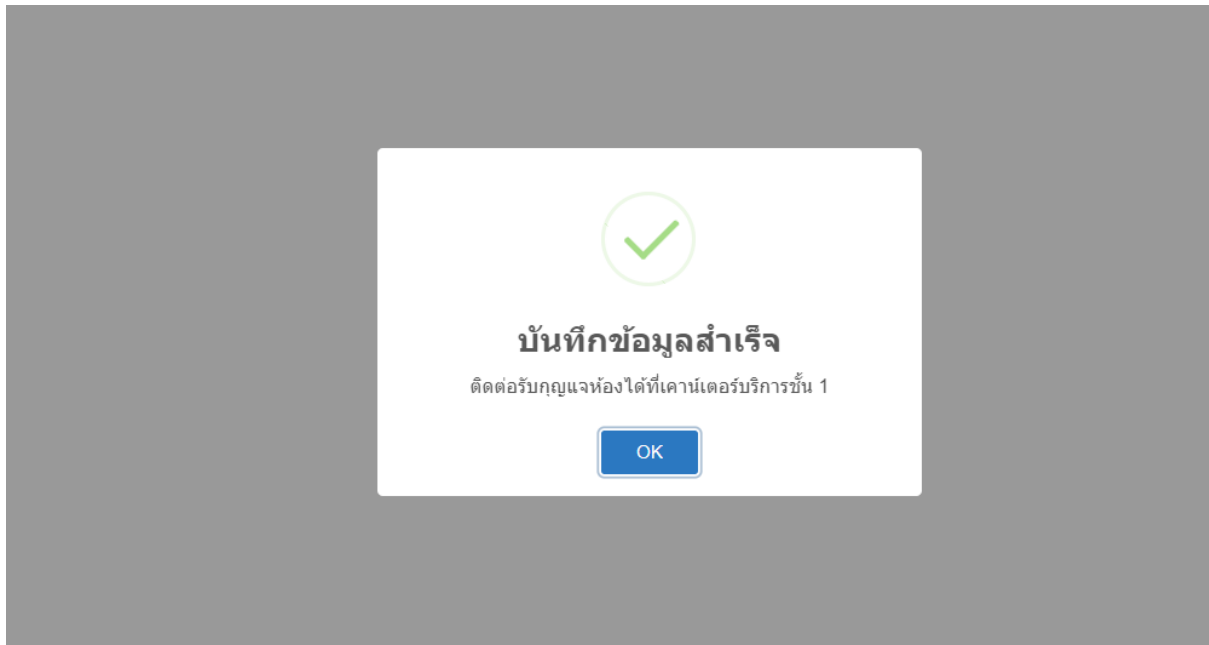 บันทึกข้อมูลสำเร็จ
ติดต่อรับกุญแจห้องได้ที่เคาน์เตอร์บริการชั้น 1
OK